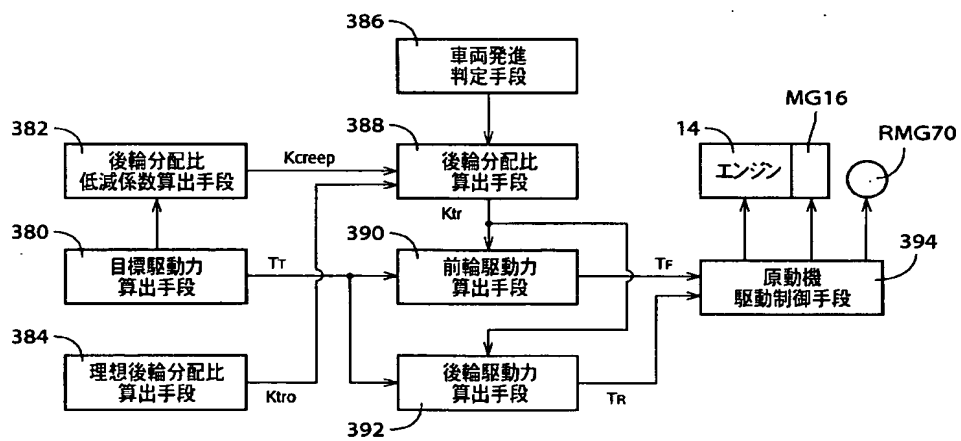 386
車両発進
判定手段
MG16
382
388
14
RMG70
後輪分配比
低減係数算出手段
Kcreep
後輪分配比
算出手段
エンジン
Ktr
380
390
394
目標駆動力
算出手段
TT
前輪駆動力
算出手段
TF
原動機
駆動制御手段
384
理想後輪分配比
算出手段
Ktro
後輪駆動力
算出手段
TR
392